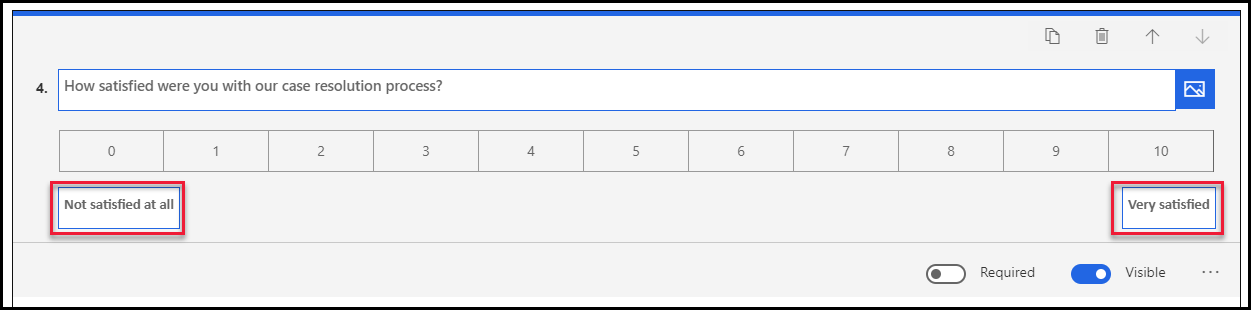 4. How satisfied were you with our case resolution process?
0 1 2 3 4 5 6 7 8 9 10
Not satisfied at all Very satisfied
Required Visible ...